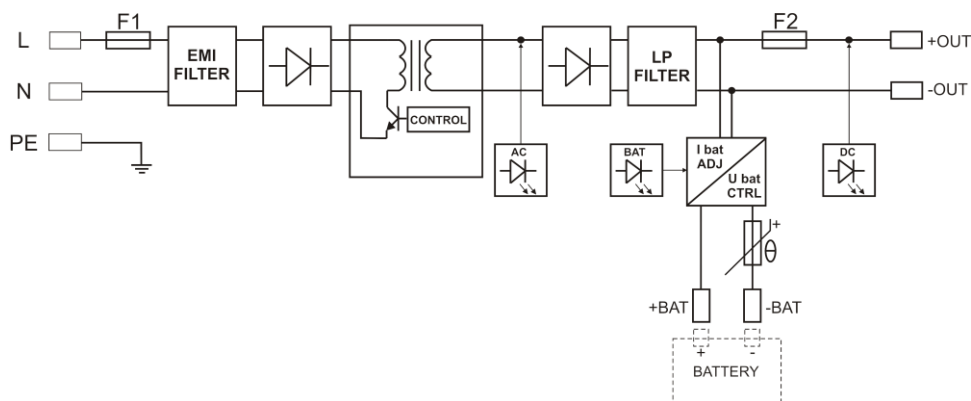 L
F1
EMI
FILTER
LP
FILTER
F2
+OUT
N
-OUT
CONTROL
PE
AC
BAT
I bat
ADJ
U bat
CTRL
DC
I+
θ
+BAT
-BAT
+
-
BATTERY